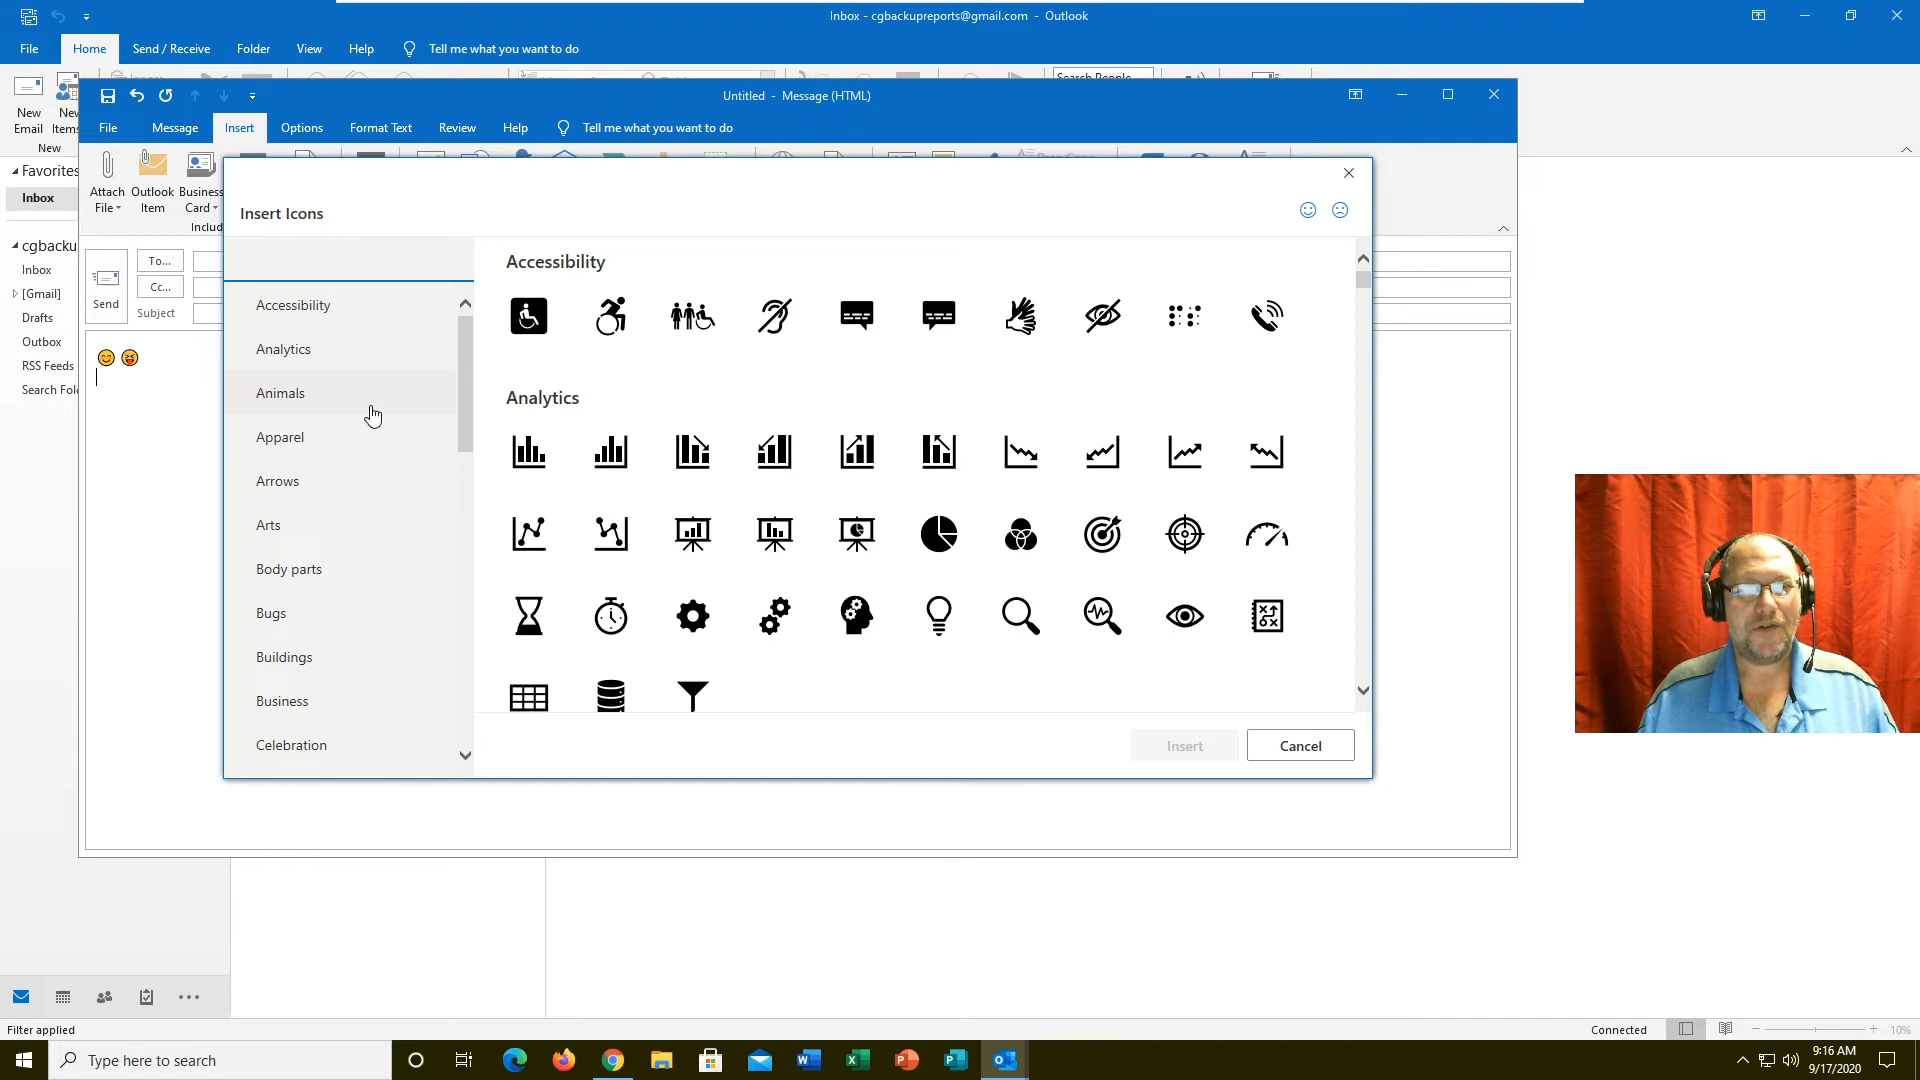 Inbox - cgbackupreports@gmail.com - Outlook
File Home Send / Receive Folder View Help Tell me what you want to do
Search People
New Email
New Items
New
Untitled - Message (HTML)
File Message Insert Options Format Text Review Help Tell me what you want to do
Attach File
Outlook Item
Business Card
Includ
Favorites
Inbox
cgbacku
Inbox
[Gmail]
Drafts
Outbox
RSS Feeds
Search Fol
Send
To...
Cc...
Subject
Insert Icons
Accessibility
Analytics
Animals
Apparel
Arrows
Arts
Body parts
Bugs
Buildings
Business
Celebration
Accessibility
Analytics
Insert
Cancel
Filter applied
Connected
10%
Type here to search
9:16 AM
9/17/2020